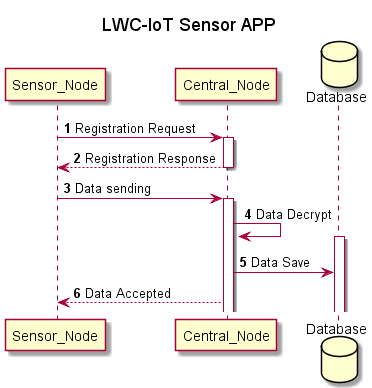 LWC-IoT Sensor APP
Sensor_Node
Central_Node
Database
1 Registration Request
2 Registration Response
3 Data sending
4 Data Decrypt
5 Data Save
6 Data Accepted
Sensor_Node
Central_Node
Database